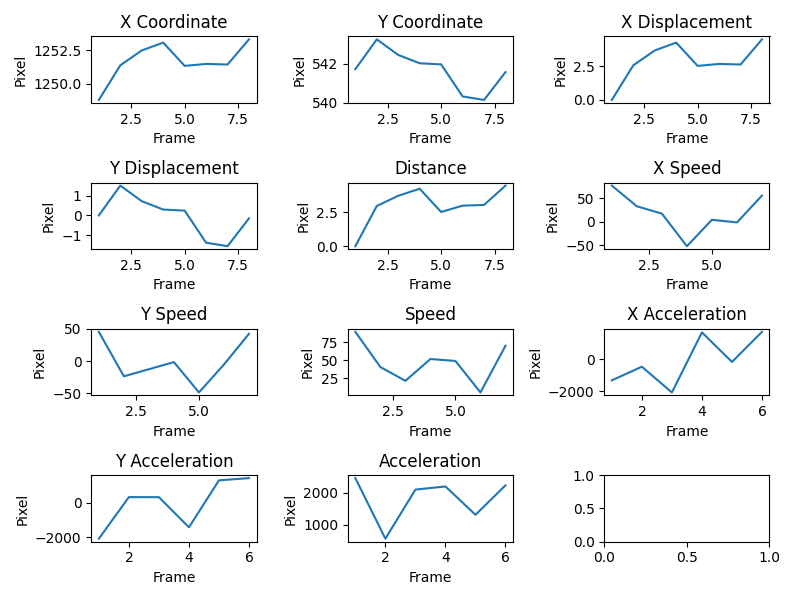 X Coordinate Y Coordinate X Displacement
1252.5
1250.0
Pixel
2.5 5.0 7.5
Frame
542
540
Pixel
2.5 5.0 7.5
Frame
2.5
0.0
Pixel
2.5 5.0 7.5
Frame
Y Displacement Distance X Speed
1
0
−1
Pixel
2.5 5.0 7.5
Frame
2.5
0.0
Pixel
2.5 5.0 7.5
Frame
50
0
−50
Pixel
2.5 5.0
Frame
Y Speed Speed X Acceleration
50
0
−50
Pixel
2.5 5.0
Frame
75
50
25
Pixel
2.5 5.0
Frame
0
−2000
Pixel
2 4 6
Frame
Y Acceleration Acceleration
0
−2000
Pixel
2 4 6
Frame
2000
1000
Pixel
2 4 6
Frame
1.0
0.5
0.0
0.0 0.5 1.0